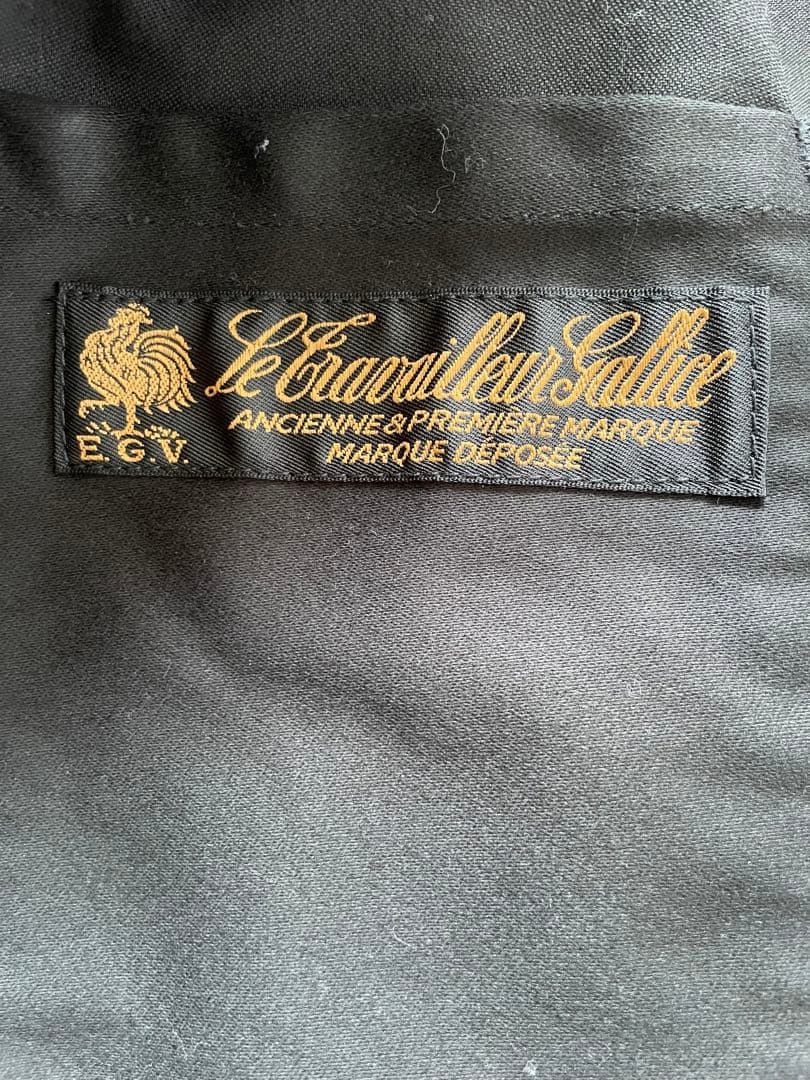 Le Travailleur Gallice
ANCIENNE & PREMIÈRE MARQUE
MARQUE DÉPOSÉE
E. G. V.